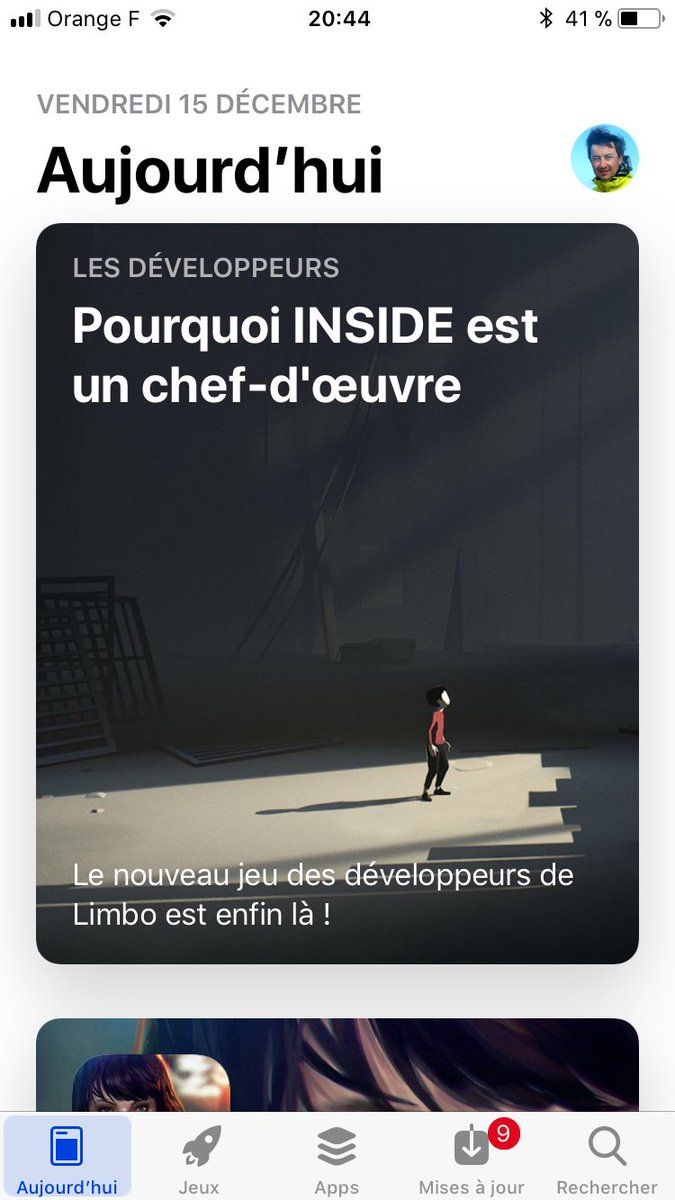 Orange F 20:44 41 %
VENDREDI 15 DÉCEMBRE
Aujourd’hui
LES DÉVELOPPEURS
Pourquoi INSIDE est
un chef-d'œuvre
Le nouveau jeu des développeurs de
Limbo est enfin là !
9
Aujourd’hui Jeux Apps Mises à jour Rechercher